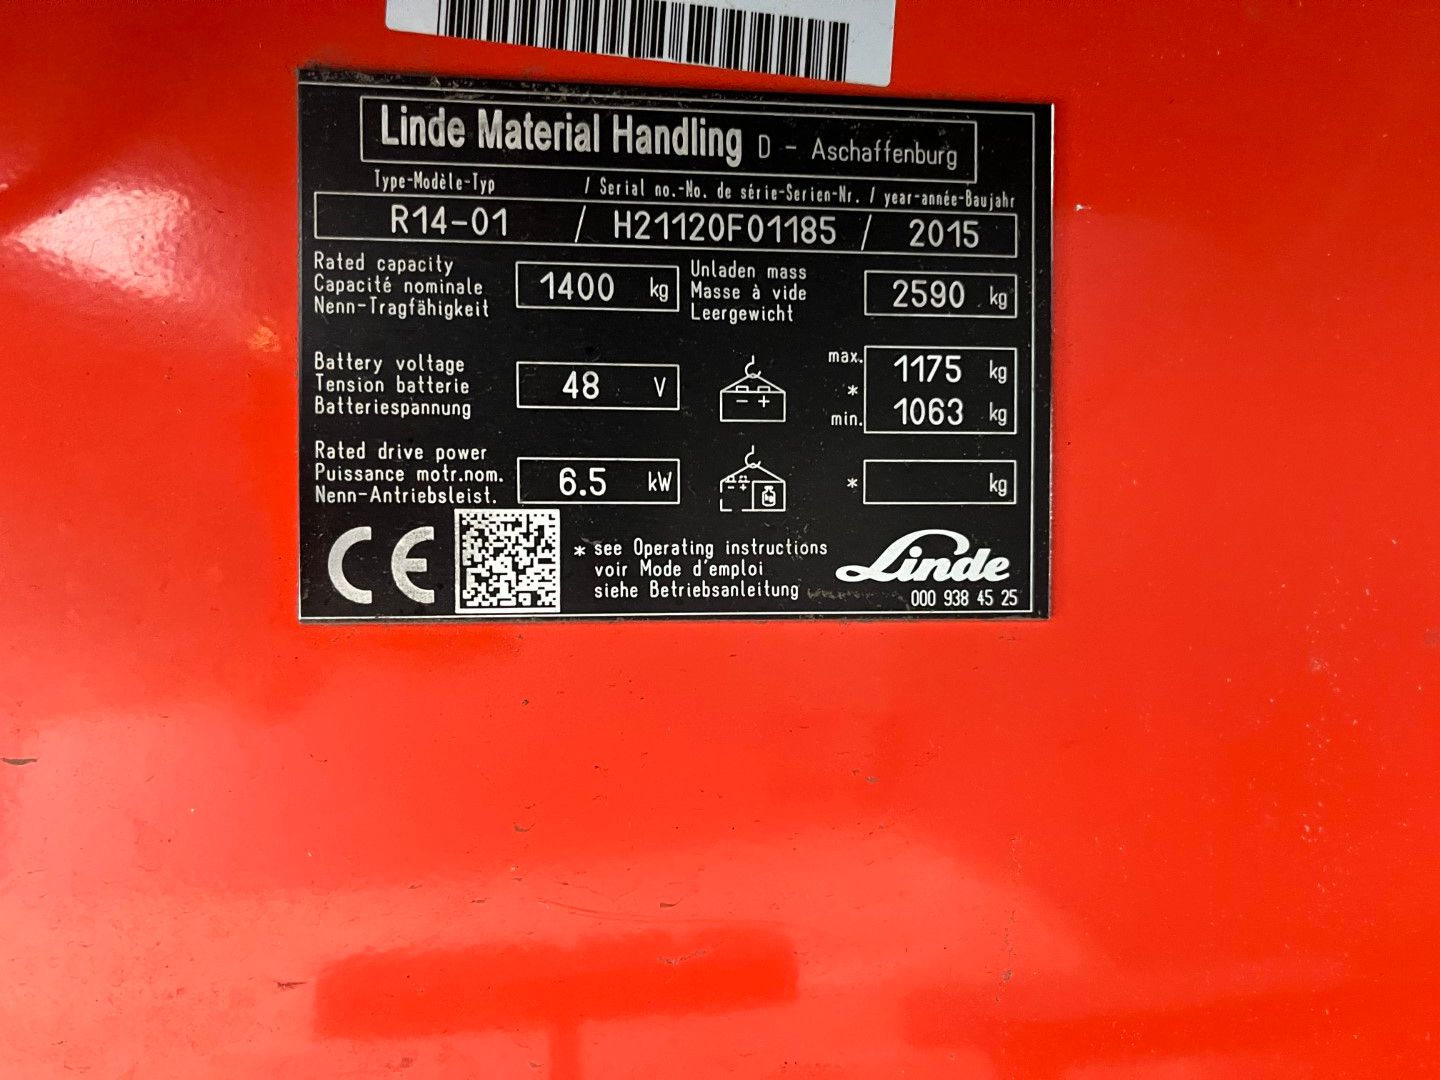 Linde Material Handling D - Aschaffenburg
Type-Modèle-Typ / Serial no.-No. de série-Serien-Nr. / year-année-Baujahr
R14-01 / H21120F01185 / 2015
Rated capacity
Capacité nominale
Nenn-Tragfähigkeit
1400 kg
Unladen mass
Masse à vide
Leergewicht
2590 kg
Battery voltage
Tension batterie
Batteriespannung
48 V
- +
max. 1175 kg
*
min. 1063 kg
Rated drive power
Puissance motr.nom.
Nenn-Antriebsleist.
6.5 kW
- +
kg
* kg
CE
* see Operating instructions
voir Mode d'emploi
siehe Betriebsanleitung
Linde
000 938 45 25